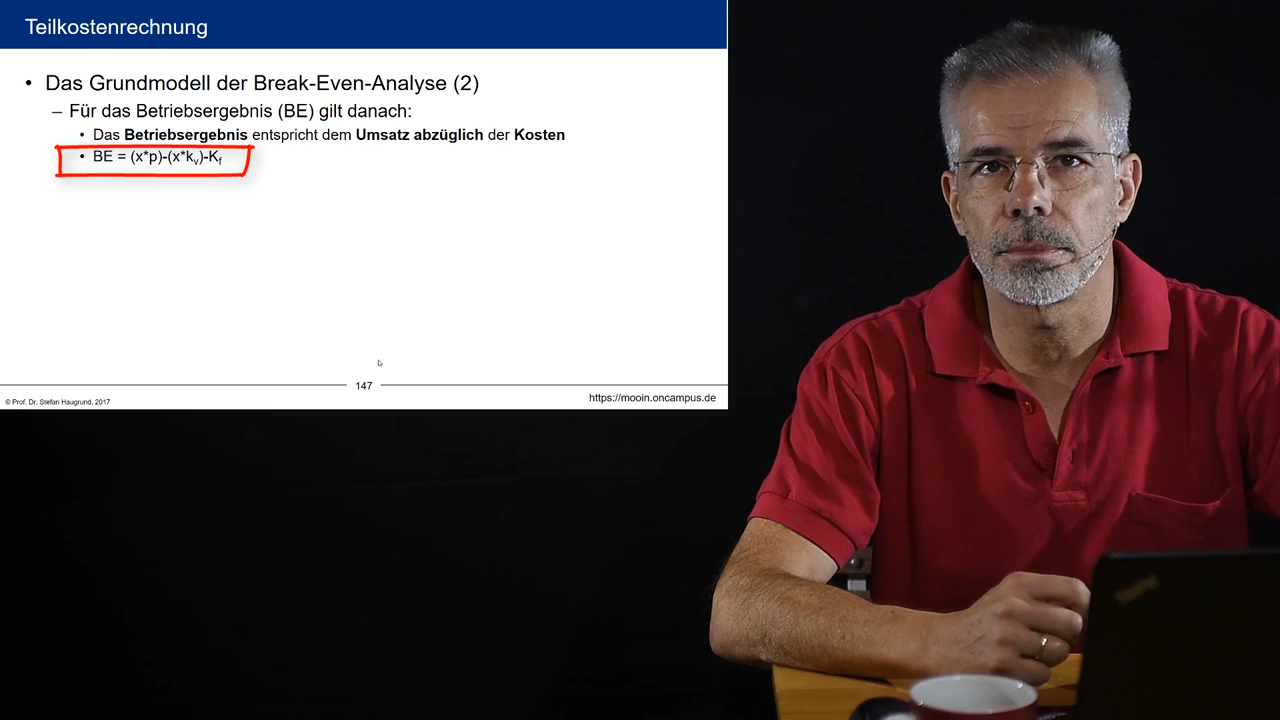 Teilkostenrechnung
• Das Grundmodell der Break-Even-Analyse (2)
– Für das Betriebsergebnis (BE) gilt danach:
• Das Betriebsergebnis entspricht dem Umsatz abzüglich der Kosten
• BE = (x*p)-(x*kv)-Kf
147
© Prof. Dr. Stefan Haugrund, 2017
https://mooin.oncampus.de